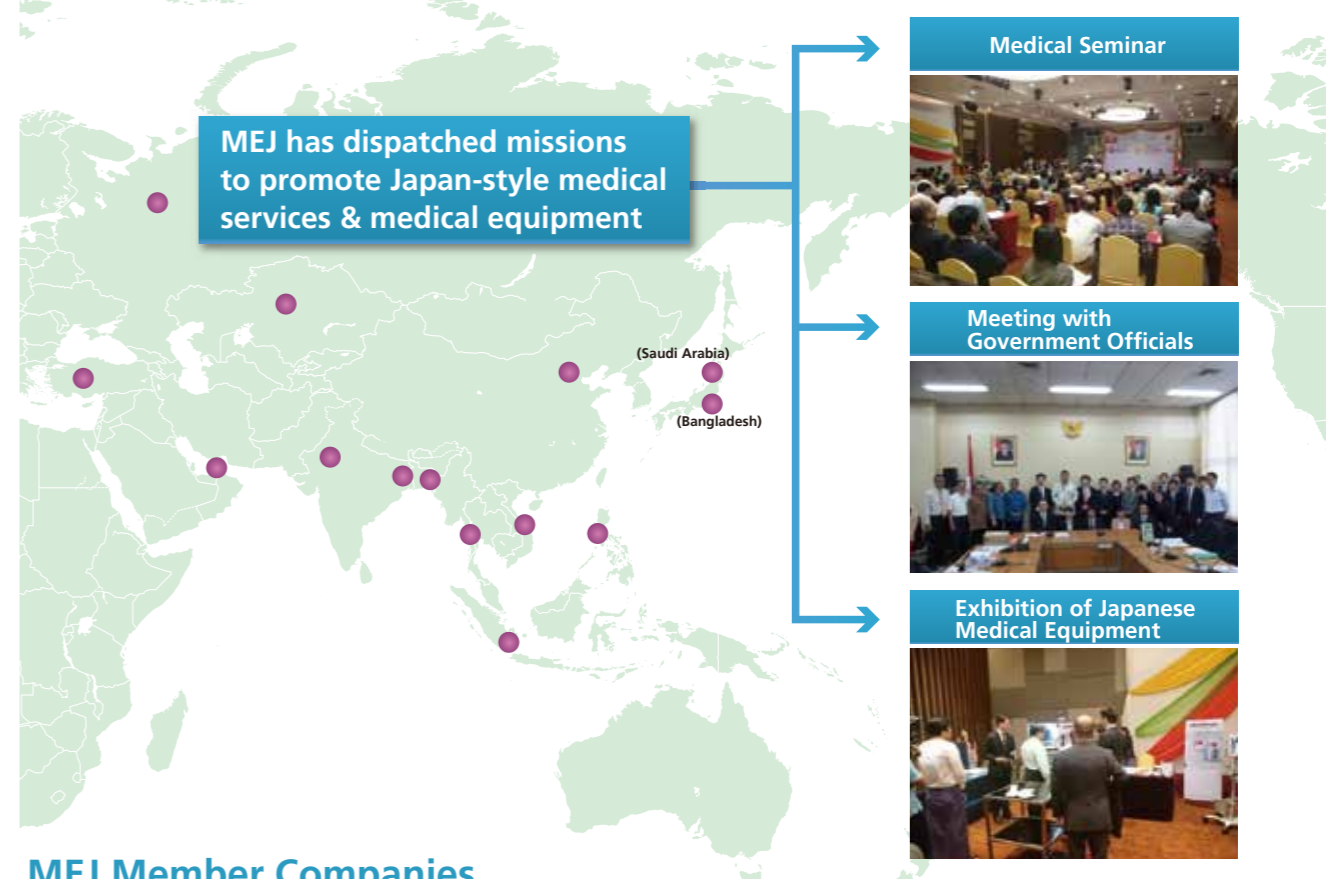 MEJ has dispatched missions
to promote Japan-style medical
services & medical equipment
Medical Seminar
Meeting with
Government Officials
(Saudi Arabia)
(Bangladesh)
Exhibition of Japanese
Medical Equipment
MEJ Member Companies